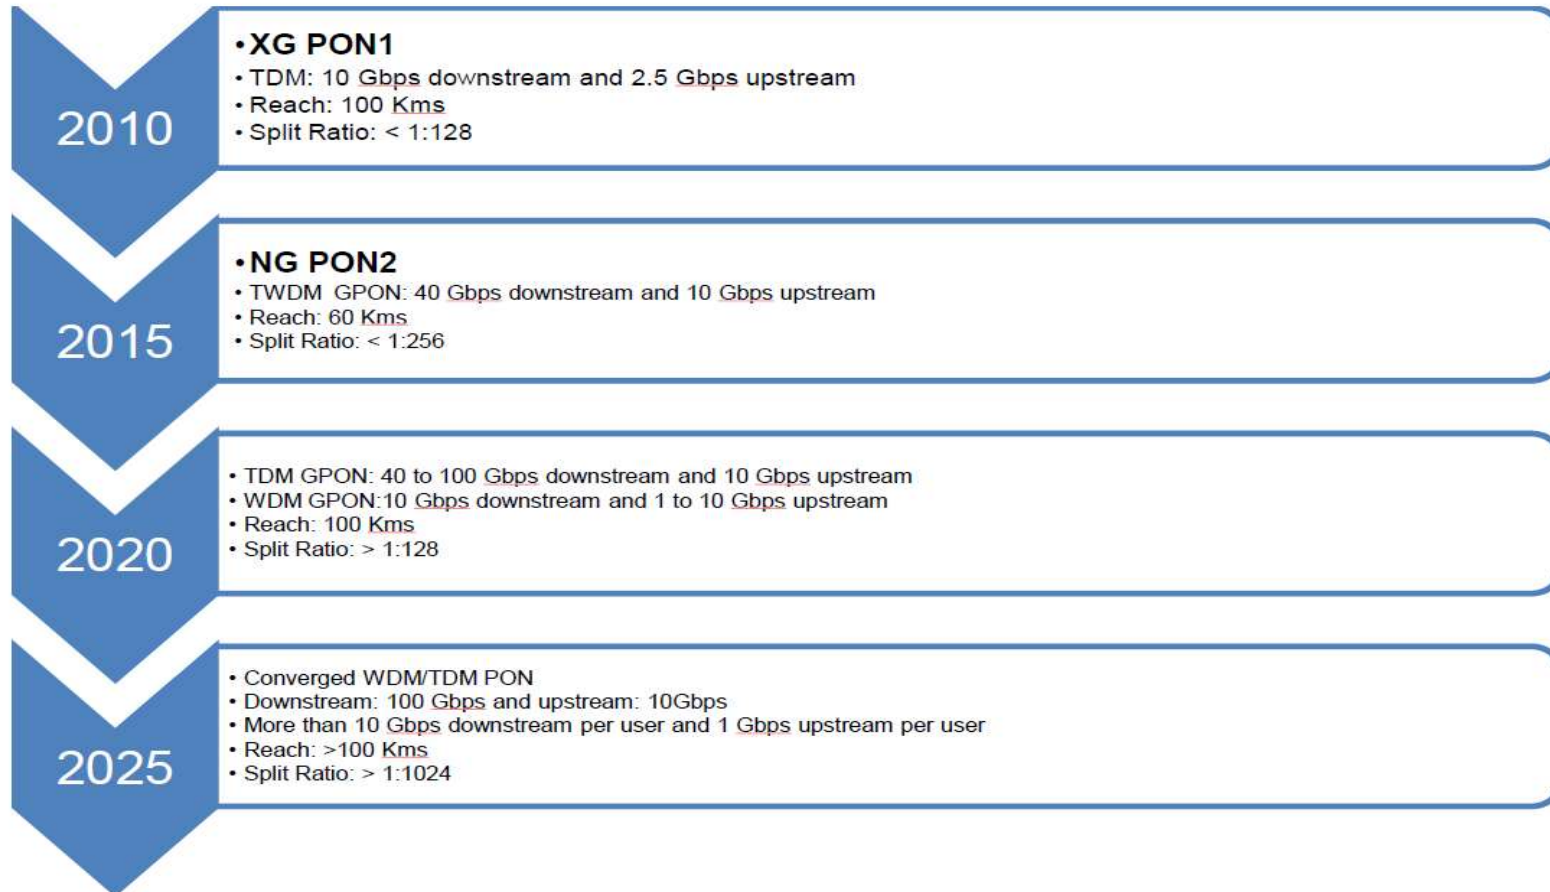 2010
•XG PON1
• TDM: 10 Gbps downstream and 2.5 Gbps upstream
• Reach: 100 Kms
• Split Ratio: < 1:128
2015
•NG PON2
• TWDM  GPON: 40 Gbps downstream and 10 Gbps upstream
• Reach: 60 Kms
• Split Ratio: < 1:256
2020
• TDM GPON: 40 to 100 Gbps downstream and 10 Gbps upstream
• WDM GPON:10 Gbps downstream and 1 to 10 Gbps upstream
• Reach: 100 Kms
• Split Ratio: > 1:128
2025
• Converged WDM/TDM PON
• Downstream: 100 Gbps and upstream: 10Gbps
• More than 10 Gbps downstream per user and 1 Gbps upstream per user
• Reach: >100 Kms
• Split Ratio: > 1:1024